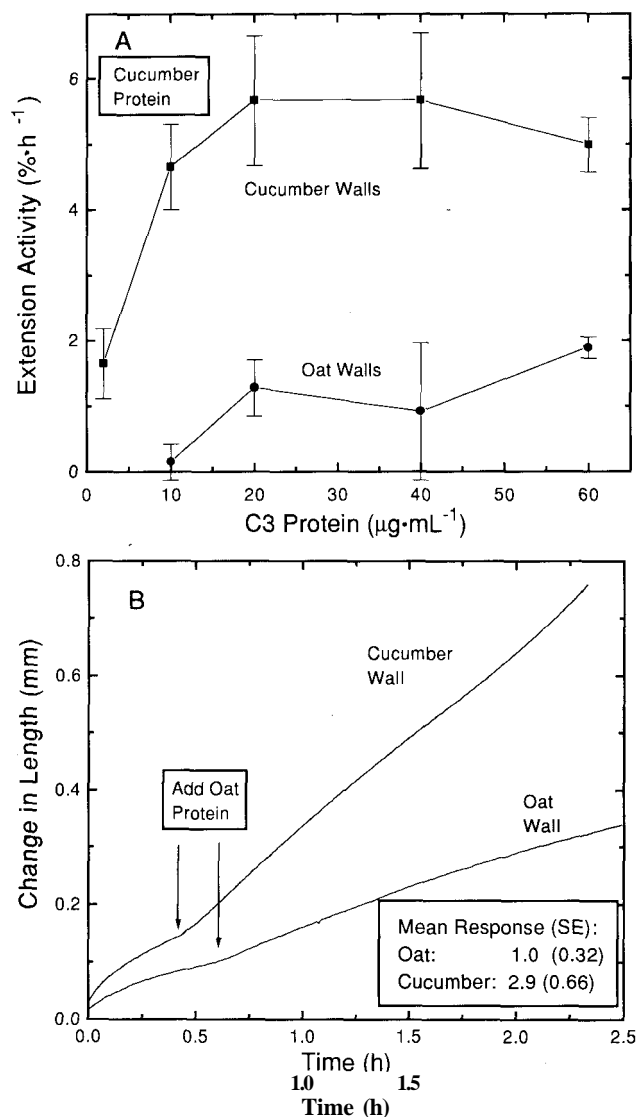 A
Cucumber
Protein
Extension Activity (%·h⁻¹)
6
4
2
0
Cucumber Walls
Oat Walls
0 10 20 30 40 50 60
C3 Protein (µg·mL⁻¹)
B
Change in Length (mm)
0.8
0.6
0.4
0.2
0.0
Cucumber
Wall
Add Oat
Protein
Oat
Wall
Mean Response (SE):
Oat: 1.0 (0.32)
Cucumber: 2.9 (0.66)
0.0 0.5 1.0 1.5 2.0 2.5
Time (h)
1.0 1.5
Time (h)